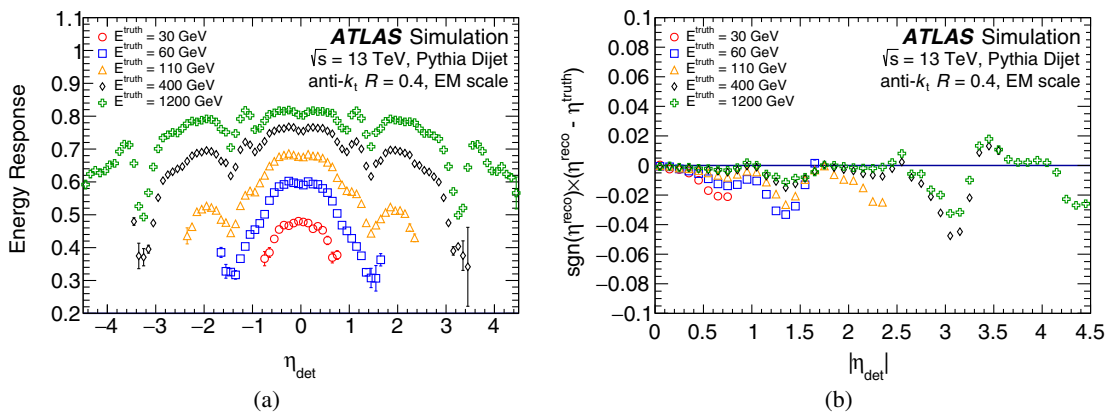 Energy Response
1.1
1
0.9
0.8
0.7
0.6
0.5
0.4
0.3
0.2
E^truth = 30 GeV
E^truth = 60 GeV
E^truth = 110 GeV
E^truth = 400 GeV
E^truth = 1200 GeV
ATLAS Simulation
√s = 13 TeV, Pythia Dijet
anti-k_t R = 0.4, EM scale
−4 −3 −2 −1 0 1 2 3 4
η_det
(a)
sgn(η^reco)×(η^reco - η^truth)
0.1
0.08
0.06
0.04
0.02
0
−0.02
−0.04
−0.06
−0.08
−0.1
E^truth = 30 GeV
E^truth = 60 GeV
E^truth = 110 GeV
E^truth = 400 GeV
E^truth = 1200 GeV
ATLAS Simulation
√s = 13 TeV, Pythia Dijet
anti-k_t R = 0.4, EM scale
0 0.5 1 1.5 2 2.5 3 3.5 4 4.5
|η_det|
(b)